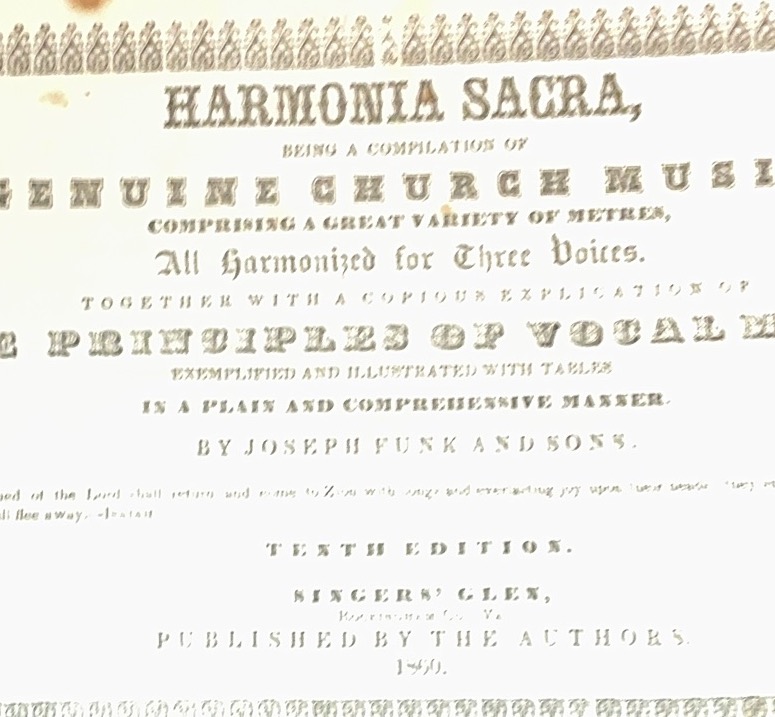 HARMONIA SACRA,
BEING A COMPILATION OF
GENUINE CHURCH MUSI
COMPRISING A GREAT VARIETY OF METRES,
All Harmonized for Three Voices.
TOGETHER WITH A COPIOUS EXPLICATION OF
E PRINCIPLES OF VOCAL M
EXEMPLIFIED AND ILLUSTRATED WITH TABLES
IN A PLAIN AND COMPREHENSIVE MANNER.
BY JOSEPH FUNK AND SONS.
ed of the Lord shall return and come to Zion with songs and everlasting joy upon their heads they
flee away.
TENTH EDITION.
SINGERS' GLEN,
PUBLISHED BY THE AUTHORS.